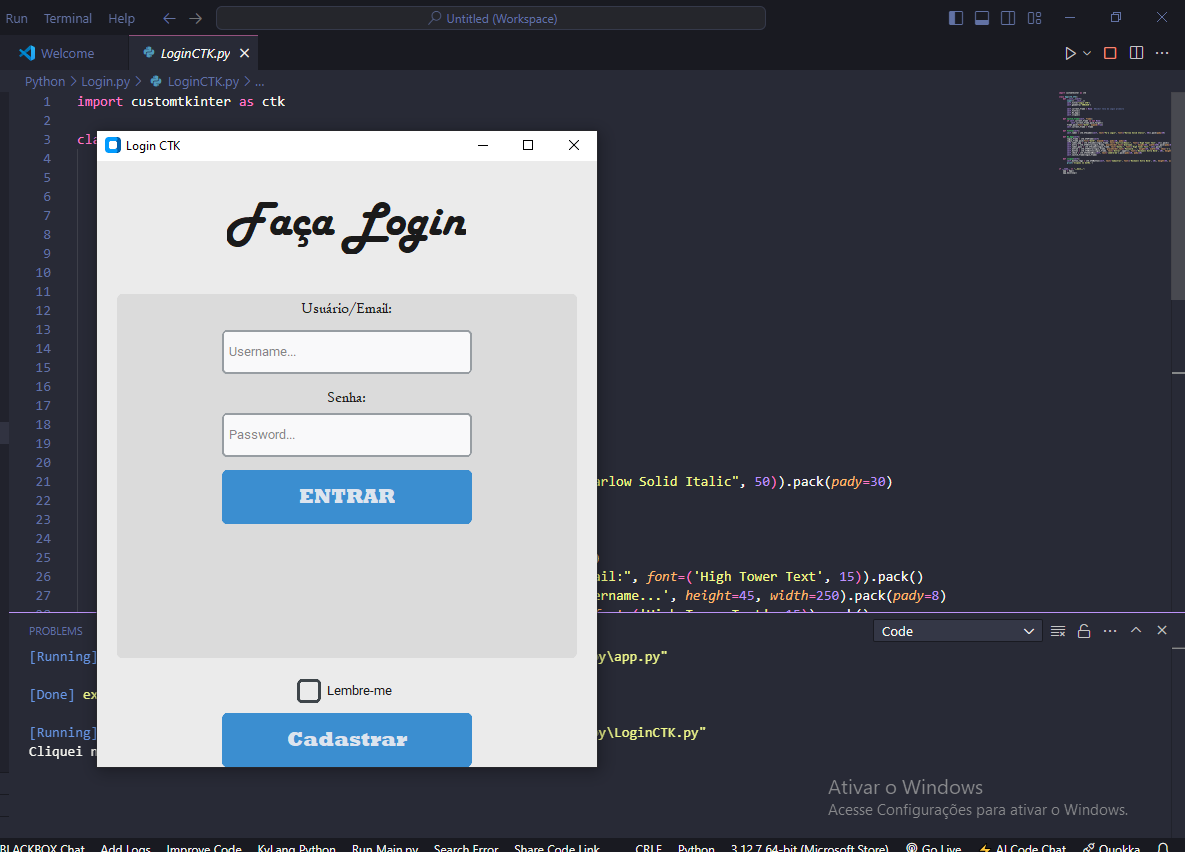 Run Terminal Help Untitled (Workspace)
Welcome LoginCTK.py
Python > Login.py > LoginCTK.py > ...
1 import customtkinter as ctk
2
3 cla
4
5
6
7
8
9
10
11
12
13
14
15
16
17
18
19
20
21 arlow Solid Italic", 50)).pack(pady=30)
22
23
24
25 )
26 ail:", font=('High Tower Text', 15)).pack()
27 ername...', height=45, width=250).pack(pady=8)
Login CTK
Faça Login
Usuário/Email:
Username...
Senha:
Password...
ENTRAR
Lembre-me
Cadastrar
PROBLEMS Code
[Running] y\app.py"
[Done] ex
[Running] y\LoginCTK.py"
Cliquei n
Ativar o Windows
Acesse Configurações para ativar o Windows.
BLACKBOX Chat Add Logs Improve Code KyLang Python Run Main.py Search Error Share Code Link CRLF Python 3.12.7 64-bit (Microsoft Store) Go Live AI Code Chat Quokka